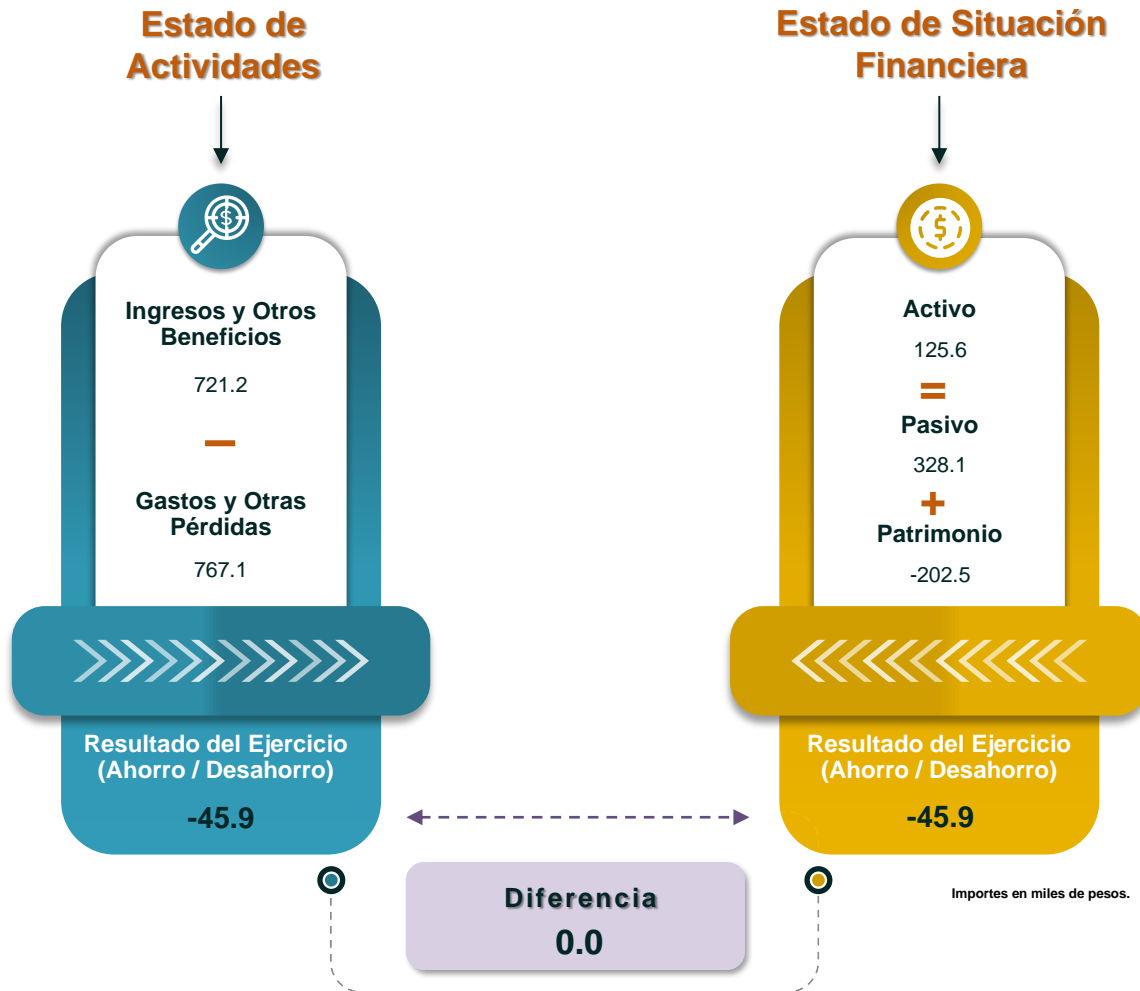 Estado de
Actividades
Ingresos y Otros
Beneficios
721.2
–
Gastos y Otras
Pérdidas
767.1
Resultado del Ejercicio
(Ahorro / Desahorro)
-45.9
Estado de Situación
Financiera
$
Activo
125.6
=
Pasivo
328.1
+
Patrimonio
-202.5
Resultado del Ejercicio
(Ahorro / Desahorro)
-45.9
Diferencia
0.0
Importes en miles de pesos.